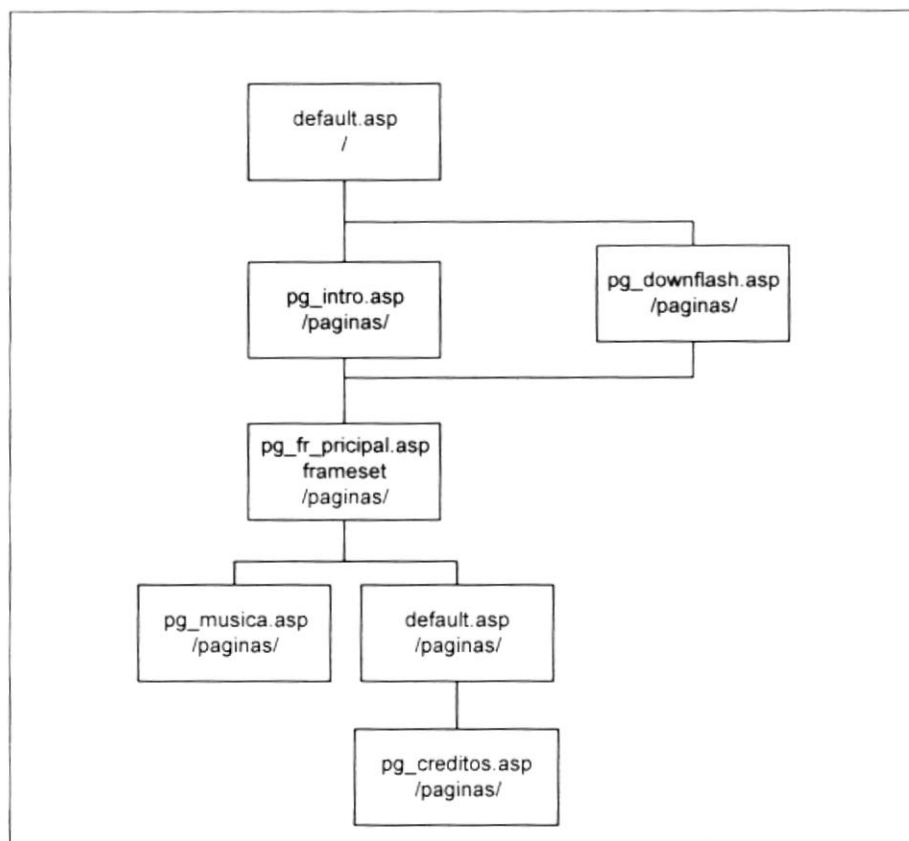 default.asp
/
pg_intro.asp
/paginas/
pg_downflash.asp
/paginas/
pg_fr_pricipal.asp
frameset
/paginas/
pg_musica.asp
/paginas/
default.asp
/paginas/
pg_creditos.asp
/paginas/